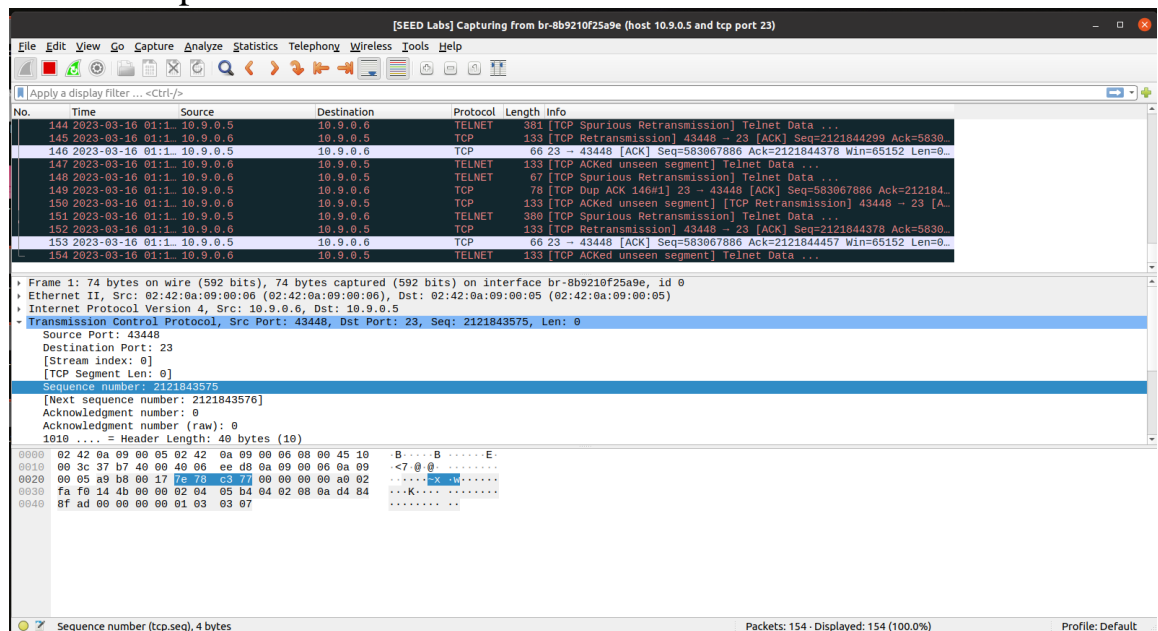 [SEED Labs] Capturing from br-8b9210f25a9e (host 10.9.0.5 and tcp port 23)
File Edit View Go Capture Analyze Statistics Telephony Wireless Tools Help
Apply a display filter … <Ctrl-/>
No. Time Source Destination Protocol Length Info
144 2023-03-16 01:1… 10.9.0.5 10.9.0.6 TELNET 381 [TCP Spurious Retransmission] Telnet Data ...
145 2023-03-16 01:1… 10.9.0.6 10.9.0.5 TCP 133 [TCP Retransmission] 43448 → 23 [ACK] Seq=2121844299 Ack=5830…
146 2023-03-16 01:1… 10.9.0.5 10.9.0.6 TCP 66 23 → 43448 [ACK] Seq=583067886 Ack=2121844378 Win=65152 Len=0…
147 2023-03-16 01:1… 10.9.0.6 10.9.0.5 TELNET 133 [TCP ACKed unseen segment] Telnet Data ...
148 2023-03-16 01:1… 10.9.0.5 10.9.0.6 TELNET 67 [TCP Spurious Retransmission] Telnet Data ...
149 2023-03-16 01:1… 10.9.0.5 10.9.0.6 TCP 78 [TCP Dup ACK 146#1] 23 → 43448 [ACK] Seq=583067886 Ack=212184…
150 2023-03-16 01:1… 10.9.0.6 10.9.0.5 TCP 133 [TCP ACKed unseen segment] [TCP Retransmission] 43448 → 23 [A…
151 2023-03-16 01:1… 10.9.0.5 10.9.0.6 TELNET 380 [TCP Spurious Retransmission] Telnet Data ...
152 2023-03-16 01:1… 10.9.0.6 10.9.0.5 TCP 133 [TCP Retransmission] 43448 → 23 [ACK] Seq=2121844378 Ack=5830…
153 2023-03-16 01:1… 10.9.0.5 10.9.0.6 TCP 66 23 → 43448 [ACK] Seq=583067886 Ack=2121844457 Win=65152 Len=0…
154 2023-03-16 01:1… 10.9.0.6 10.9.0.5 TELNET 133 [TCP ACKed unseen segment] Telnet Data ...
Frame 1: 74 bytes on wire (592 bits), 74 bytes captured (592 bits) on interface br-8b9210f25a9e, id 0
Ethernet II, Src: 02:42:0a:09:00:06 (02:42:0a:09:00:06), Dst: 02:42:0a:09:00:05 (02:42:0a:09:00:05)
Internet Protocol Version 4, Src: 10.9.0.6, Dst: 10.9.0.5
Transmission Control Protocol, Src Port: 43448, Dst Port: 23, Seq: 2121843575, Len: 0
Source Port: 43448
Destination Port: 23
[Stream index: 0]
[TCP Segment Len: 0]
Sequence number: 2121843575
[Next sequence number: 2121843576]
Acknowledgment number: 0
Acknowledgment number (raw): 0
1010 .... = Header Length: 40 bytes (10)
0000 02 42 0a 09 00 05 02 42 0a 09 00 06 08 00 45 10 ·B·····B ······E·
0010 00 3c 37 b7 40 00 40 06 ee d8 0a 09 00 06 0a 09 ·<7·@·@· ········
0020 00 05 a9 b8 00 17 7e 78 c3 77 00 00 00 00 a0 02 ······~x ·w······
0030 fa f0 14 4b 00 00 02 04 05 b4 04 02 08 0a d4 84 ···K···· ········
0040 8f ad 00 00 00 00 01 03 03 07 ········ ··
Sequence number (tcp.seq), 4 bytes Packets: 154 · Displayed: 154 (100.0%) Profile: Default